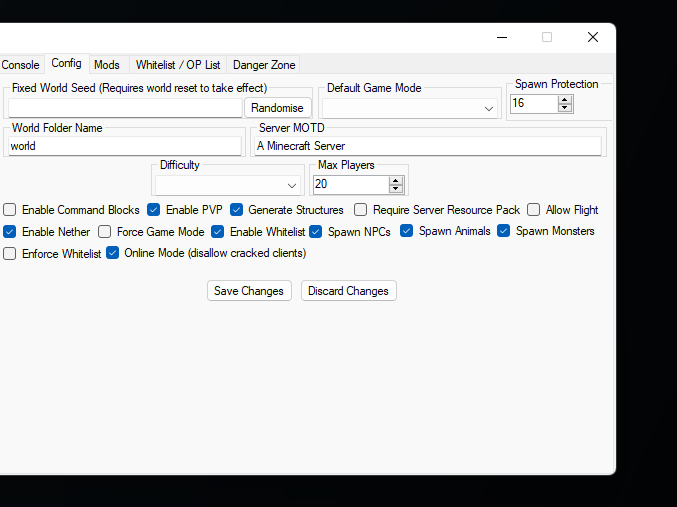 Console Config Mods Whitelist / OP List Danger Zone
Fixed World Seed (Requires world reset to take effect) Default Game Mode Spawn Protection
Randomise 16
World Folder Name Server MOTD
world A Minecraft Server
Difficulty Max Players
20
Enable Command Blocks Enable PVP Generate Structures Require Server Resource Pack Allow Flight
Enable Nether Force Game Mode Enable Whitelist Spawn NPCs Spawn Animals Spawn Monsters
Enforce Whitelist Online Mode (disallow cracked clients)
Save Changes Discard Changes